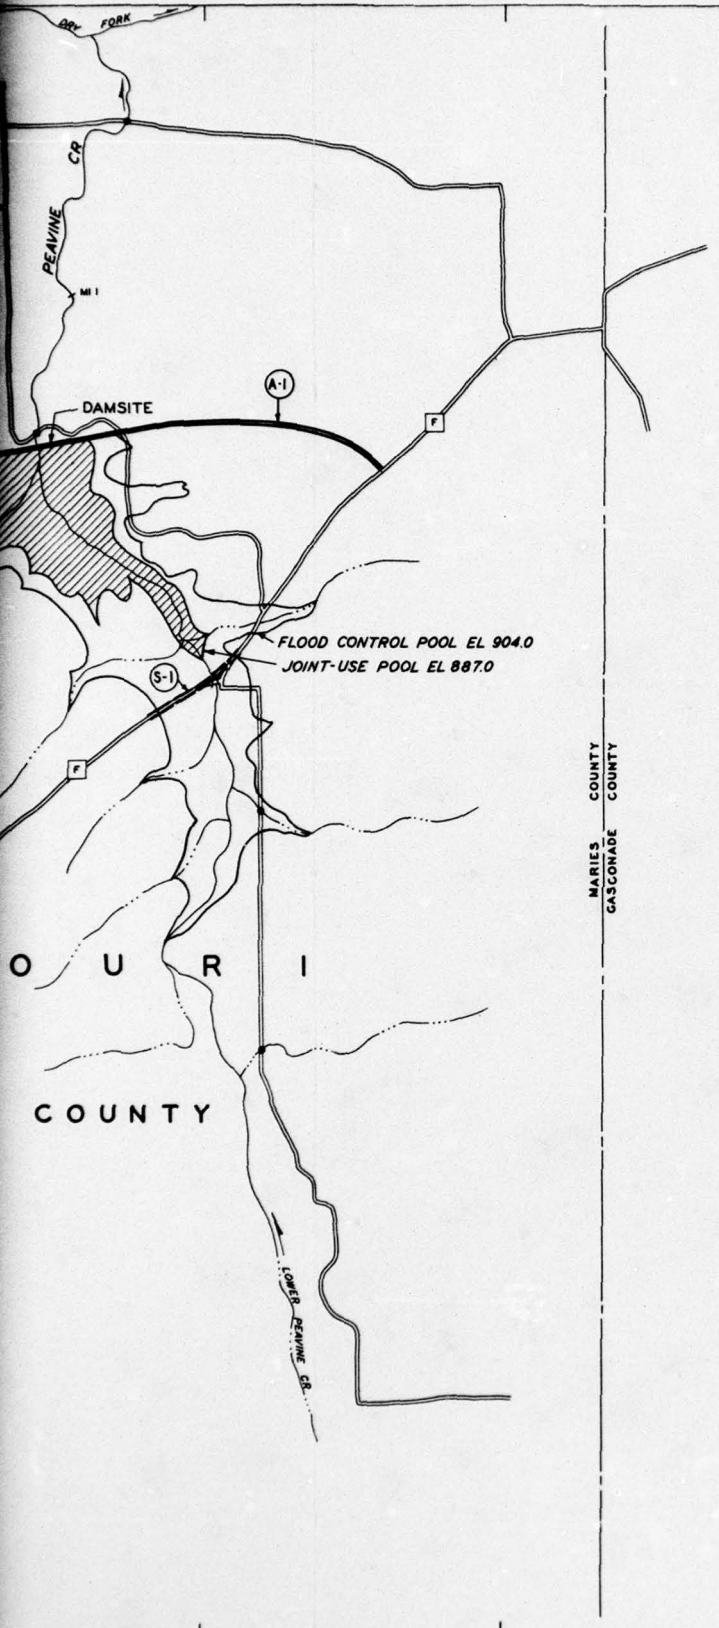 DRY FORK
PEAVINE CR
MI 1
A-1
DAMSITE
F
FLOOD CONTROL POOL EL 904.0
JOINT-USE POOL EL 887.0
S-1
F
MARIES COUNTY
GASCONADE COUNTY
O U R I
COUNTY
LOWER PEAVINE CR